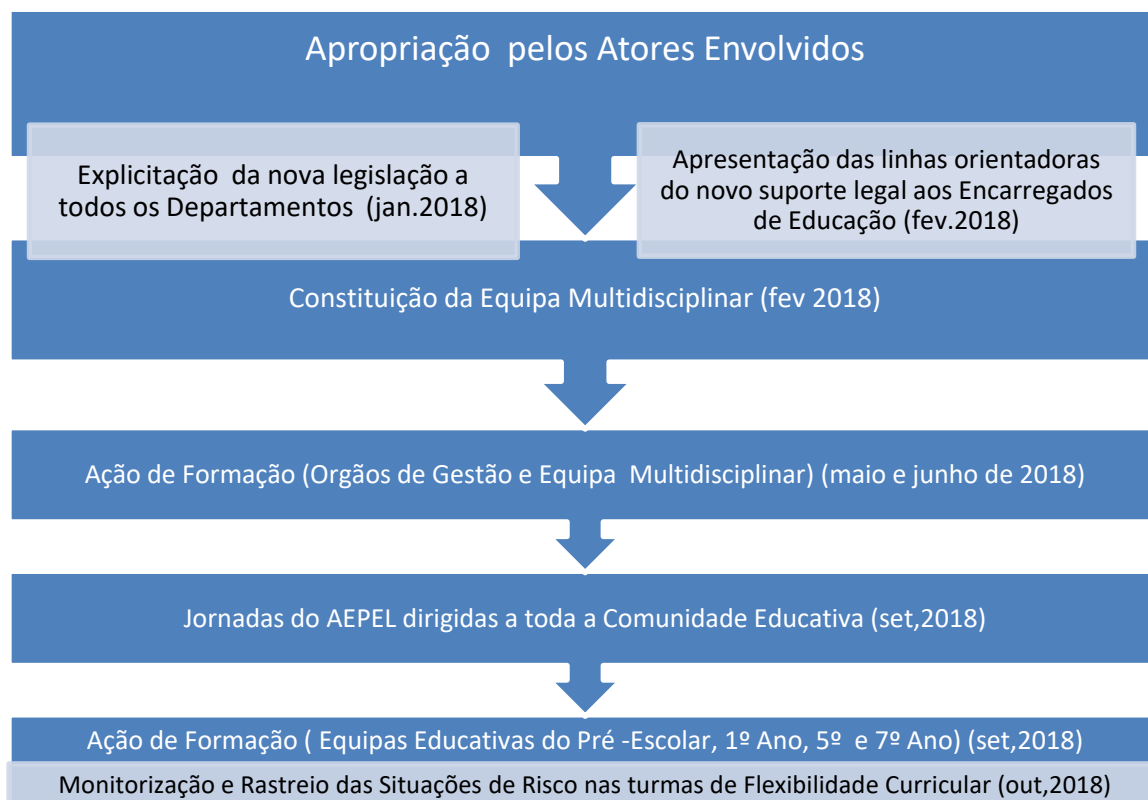 Apropriação pelos Atores Envolvidos
Explicitação da nova legislação a
todos os Departamentos (jan.2018)
Apresentação das linhas orientadoras
do novo suporte legal aos Encarregados
de Educação (fev.2018)
Constituição da Equipa Multidisciplinar (fev 2018)
Ação de Formação (Orgãos de Gestão e Equipa Multidisciplinar) (maio e junho de 2018)
Jornadas do AEPEL dirigidas a toda a Comunidade Educativa (set,2018)
Ação de Formação ( Equipas Educativas do Pré -Escolar, 1º Ano, 5º e 7º Ano) (set,2018)
Monitorização e Rastreio das Situações de Risco nas turmas de Flexibilidade Curricular (out,2018)